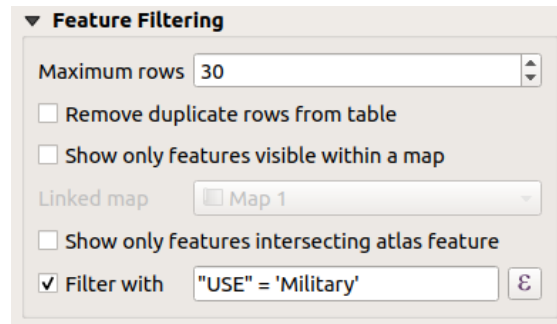 Feature Filtering
Maximum rows 30
Remove duplicate rows from table
Show only features visible within a map
Linked map Map 1
Show only features intersecting atlas feature
Filter with "USE" = 'Military' ε